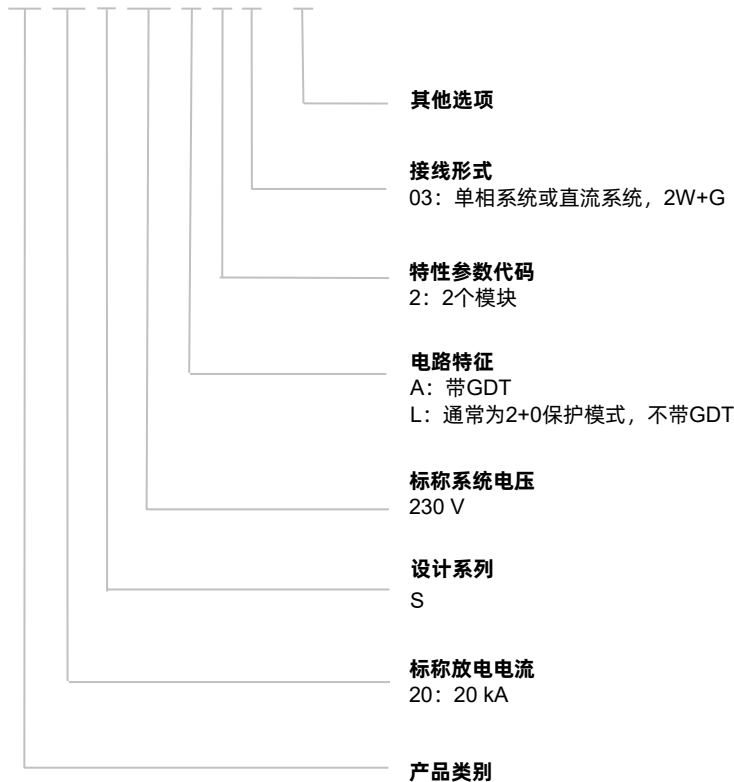 其他选项
接线形式
03：单相系统或直流系统，2W+G
特性参数代码
2：2个模块
电路特征
A：带GDT
L：通常为2+0保护模式，不带GDT
标称系统电压
230 V
设计系列
S
标称放电电流
20：20 kA
产品类别